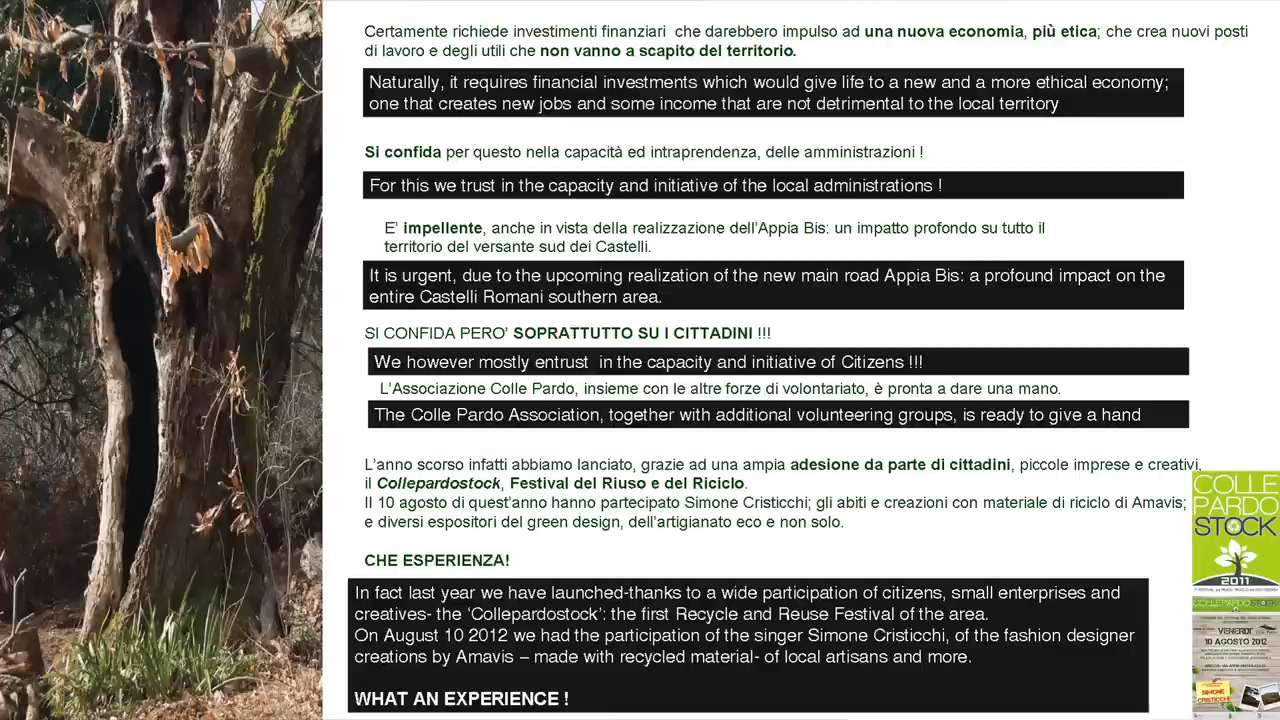 Certamente richiede investimenti finanziari  che darebbero impulso ad una nuova economia, più etica; che crea nuovi posti
di lavoro e degli utili che non vanno a scapito del territorio.
Naturally, it requires financial investments which would give life to a new and a more ethical economy;
one that creates new jobs and some income that are not detrimental to the local territory
Si confida per questo nella capacità ed intraprendenza, delle amministrazioni !
For this we trust in the capacity and initiative of the local administrations !
E' impellente, anche in vista della realizzazione dell'Appia Bis: un impatto profondo su tutto il
territorio del versante sud dei Castelli.
It is urgent, due to the upcoming realization of the new main road Appia Bis: a profound impact on the
entire Castelli Romani southern area.
SI CONFIDA PERO' SOPRATTUTTO SU I CITTADINI !!!
We however mostly entrust  in the capacity and initiative of Citizens !!!
L'Associazione Colle Pardo, insieme con le altre forze di volontariato, è pronta a dare una mano.
The Colle Pardo Association, together with additional volunteering groups, is ready to give a hand
L'anno scorso infatti abbiamo lanciato, grazie ad una ampia adesione da parte di cittadini, piccole imprese e creativi,
il Collepardostock, Festival del Riuso e del Riciclo.
Il 10 agosto di quest'anno hanno partecipato Simone Cristicchi; gli abiti e creazioni con materiale di riciclo di Amavis;
e diversi espositori del green design, dell'artigianato eco e non solo.
CHE ESPERIENZA!
In fact last year we have launched-thanks to a wide participation of citizens, small enterprises and
creatives- the 'Collepardostock': the first Recycle and Reuse Festival of the area.
On August 10 2012 we had the participation of the singer Simone Cristicchi, of the fashion designer
creations by Amavis – made with recycled material- of local artisans and more.
WHAT AN EXPERIENCE !
COLLE
PARDO
STOCK
2011
COLLEPARDO STOCK
VENERDI
10 AGOSTO 2012
SIMONE
CRISTICCHI